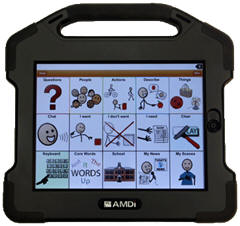 Questions People Actions Describe Things
Chat I want I don't want I need Clear
Keyboard Core Words School My News My Scenes
WORDS
Up
AMDi